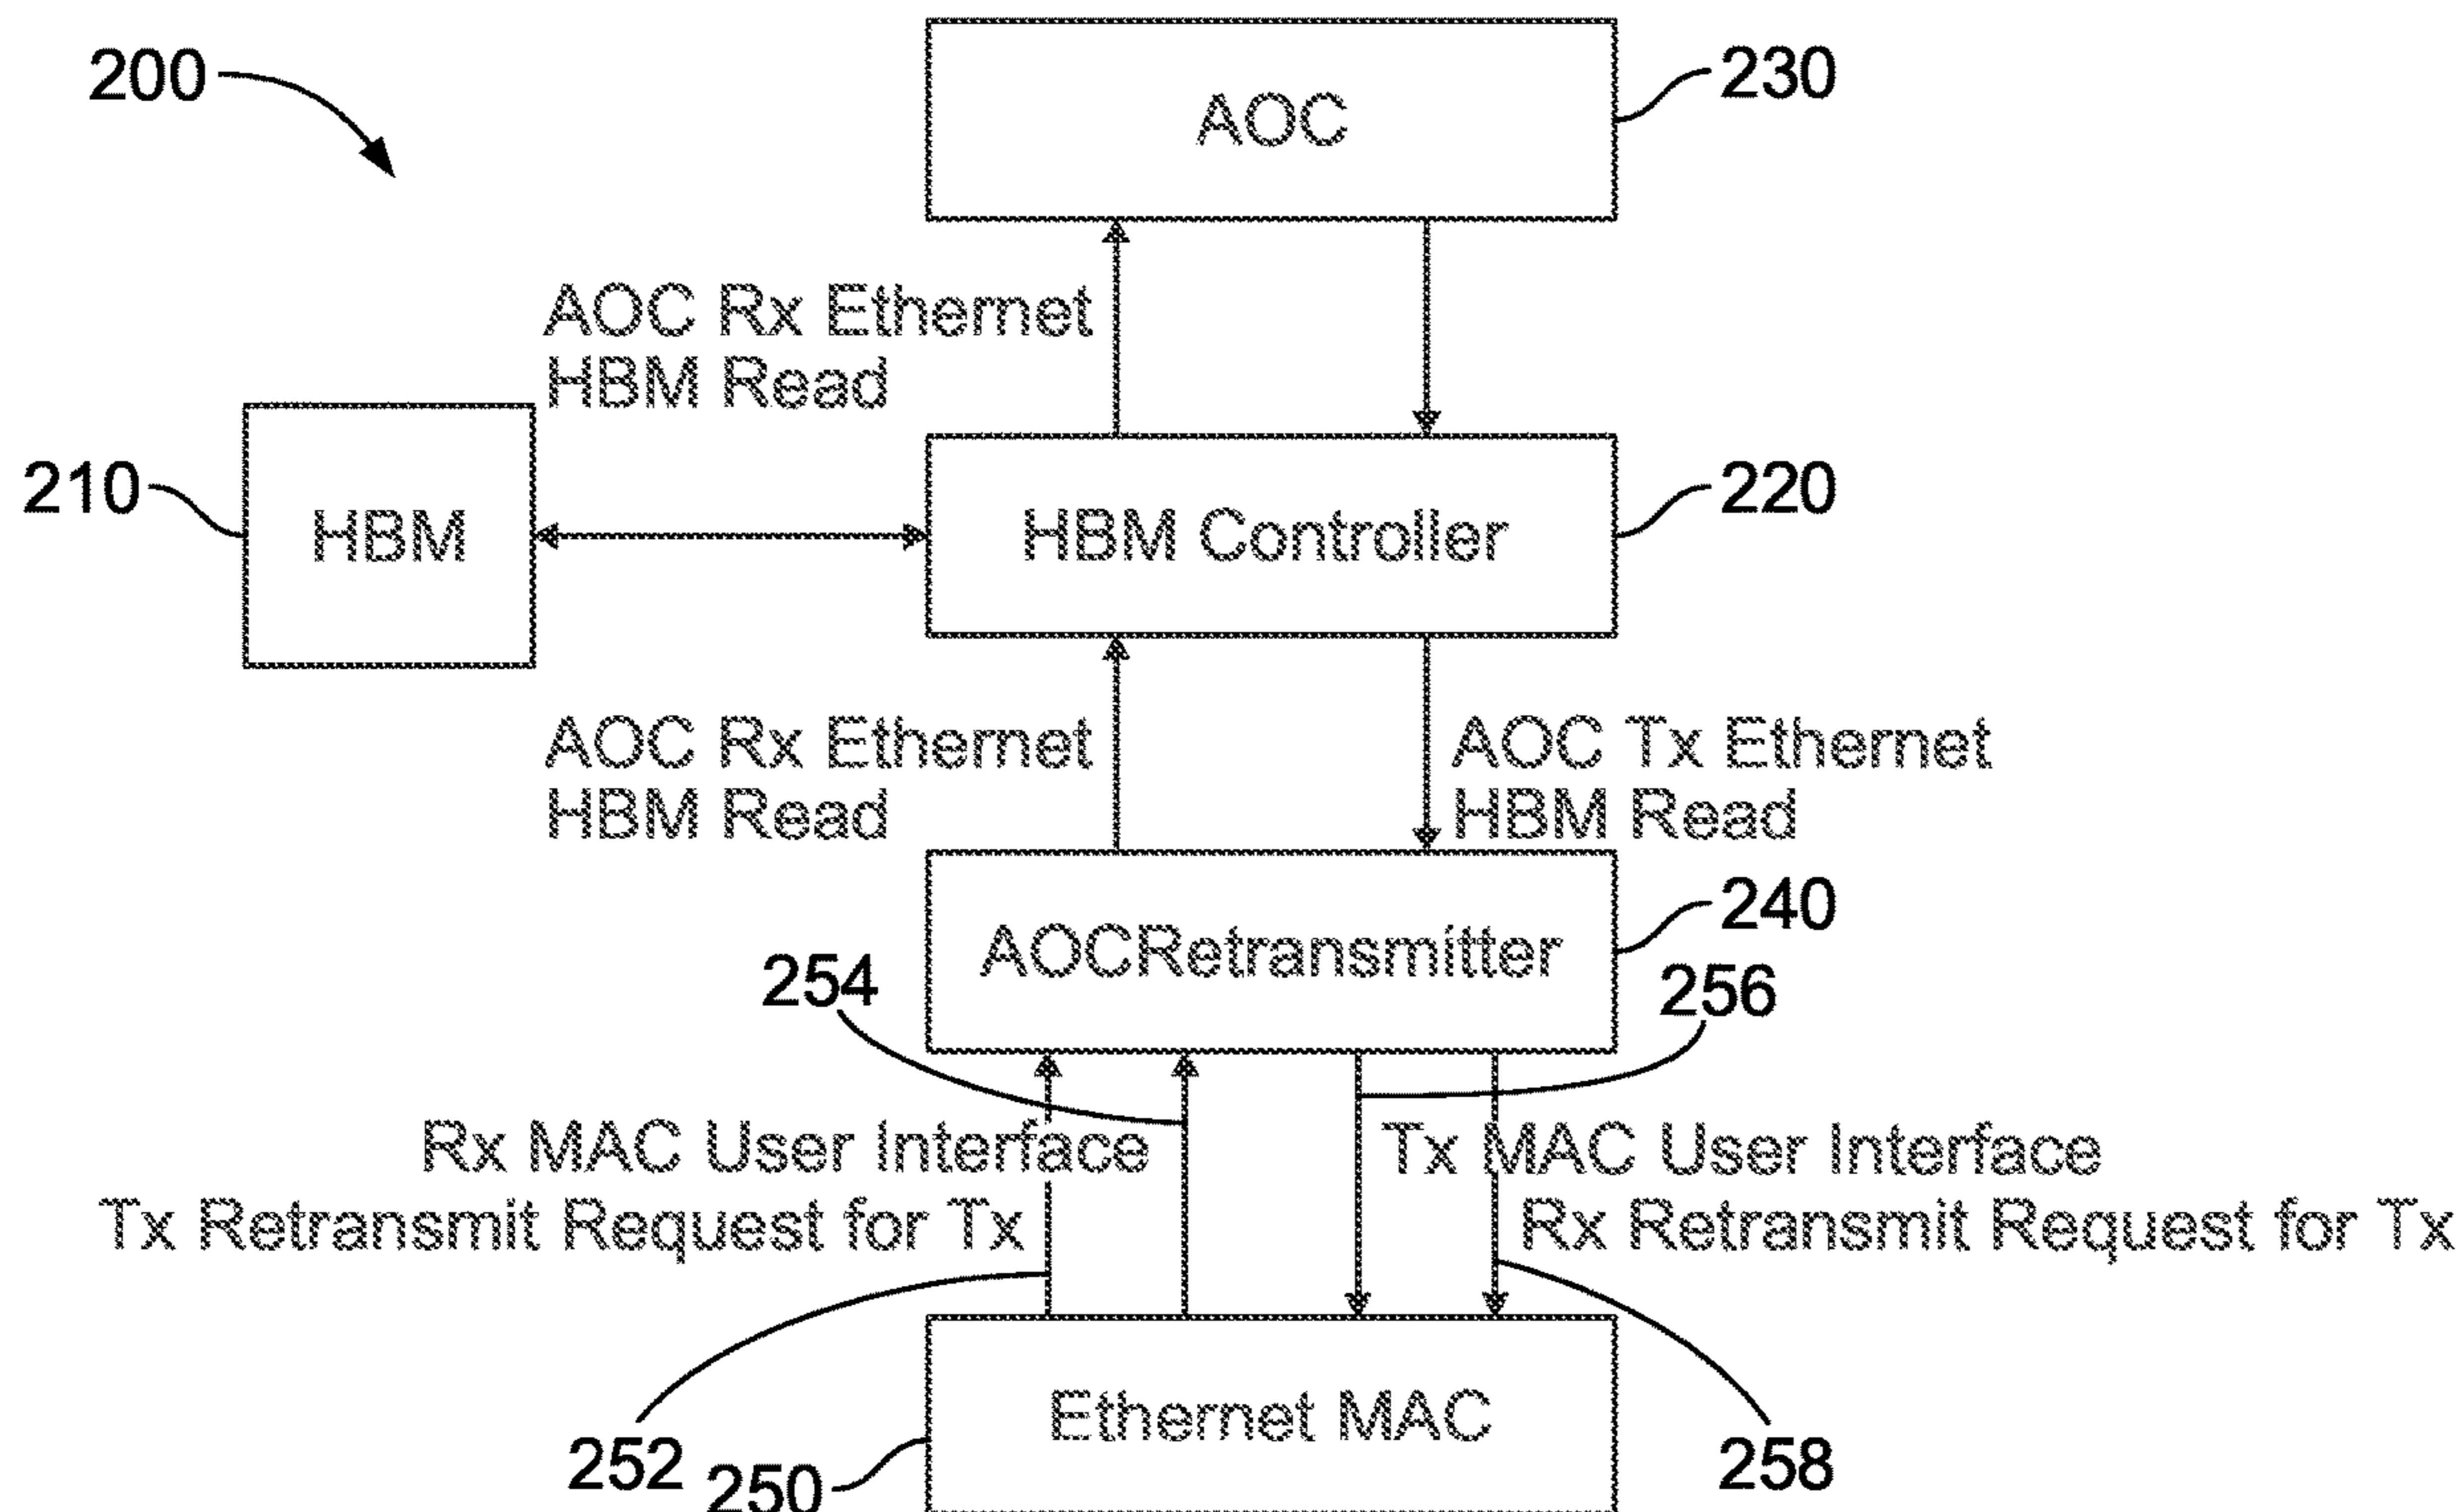 200
AOC
230
AOC Rx Ethernet
HBM Read
210
HBM
HBM Controller
220
AOC Rx Ethernet
HBM Read
AOC Tx Ethernet
HBM Read
240
AOCRetransmitter
254
256
Rx MAC User Interface
Tx MAC User Interface
Tx Retransmit Request for Tx
Rx Retransmit Request for Tx
Ethernet MAC
252
250
258